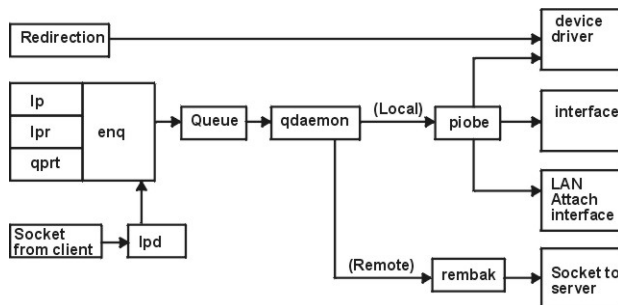 Redirection
device
driver
lp
lpr
qprt
enq
Queue
qdaemon
(Local)
piobe
interface
LAN
Attach
interface
Socket
from client
lpd
(Remote)
rembak
Socket to
server